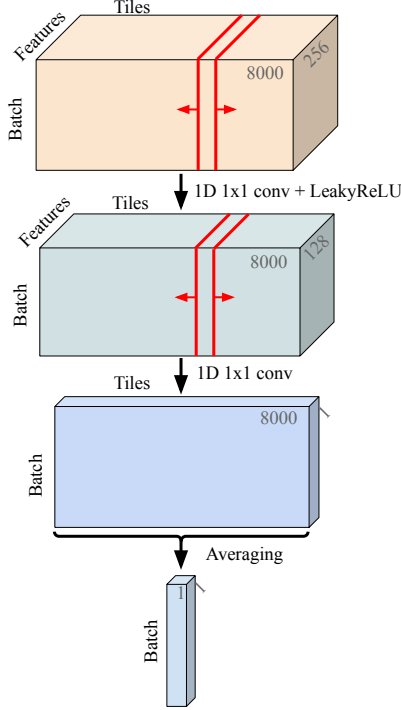 Tiles
Features
8000
256
Batch
1D 1x1 conv + LeakyReLU
Tiles
Features
8000
128
Batch
1D 1x1 conv
Tiles
8000
1
Batch
Averaging
1
1
Batch